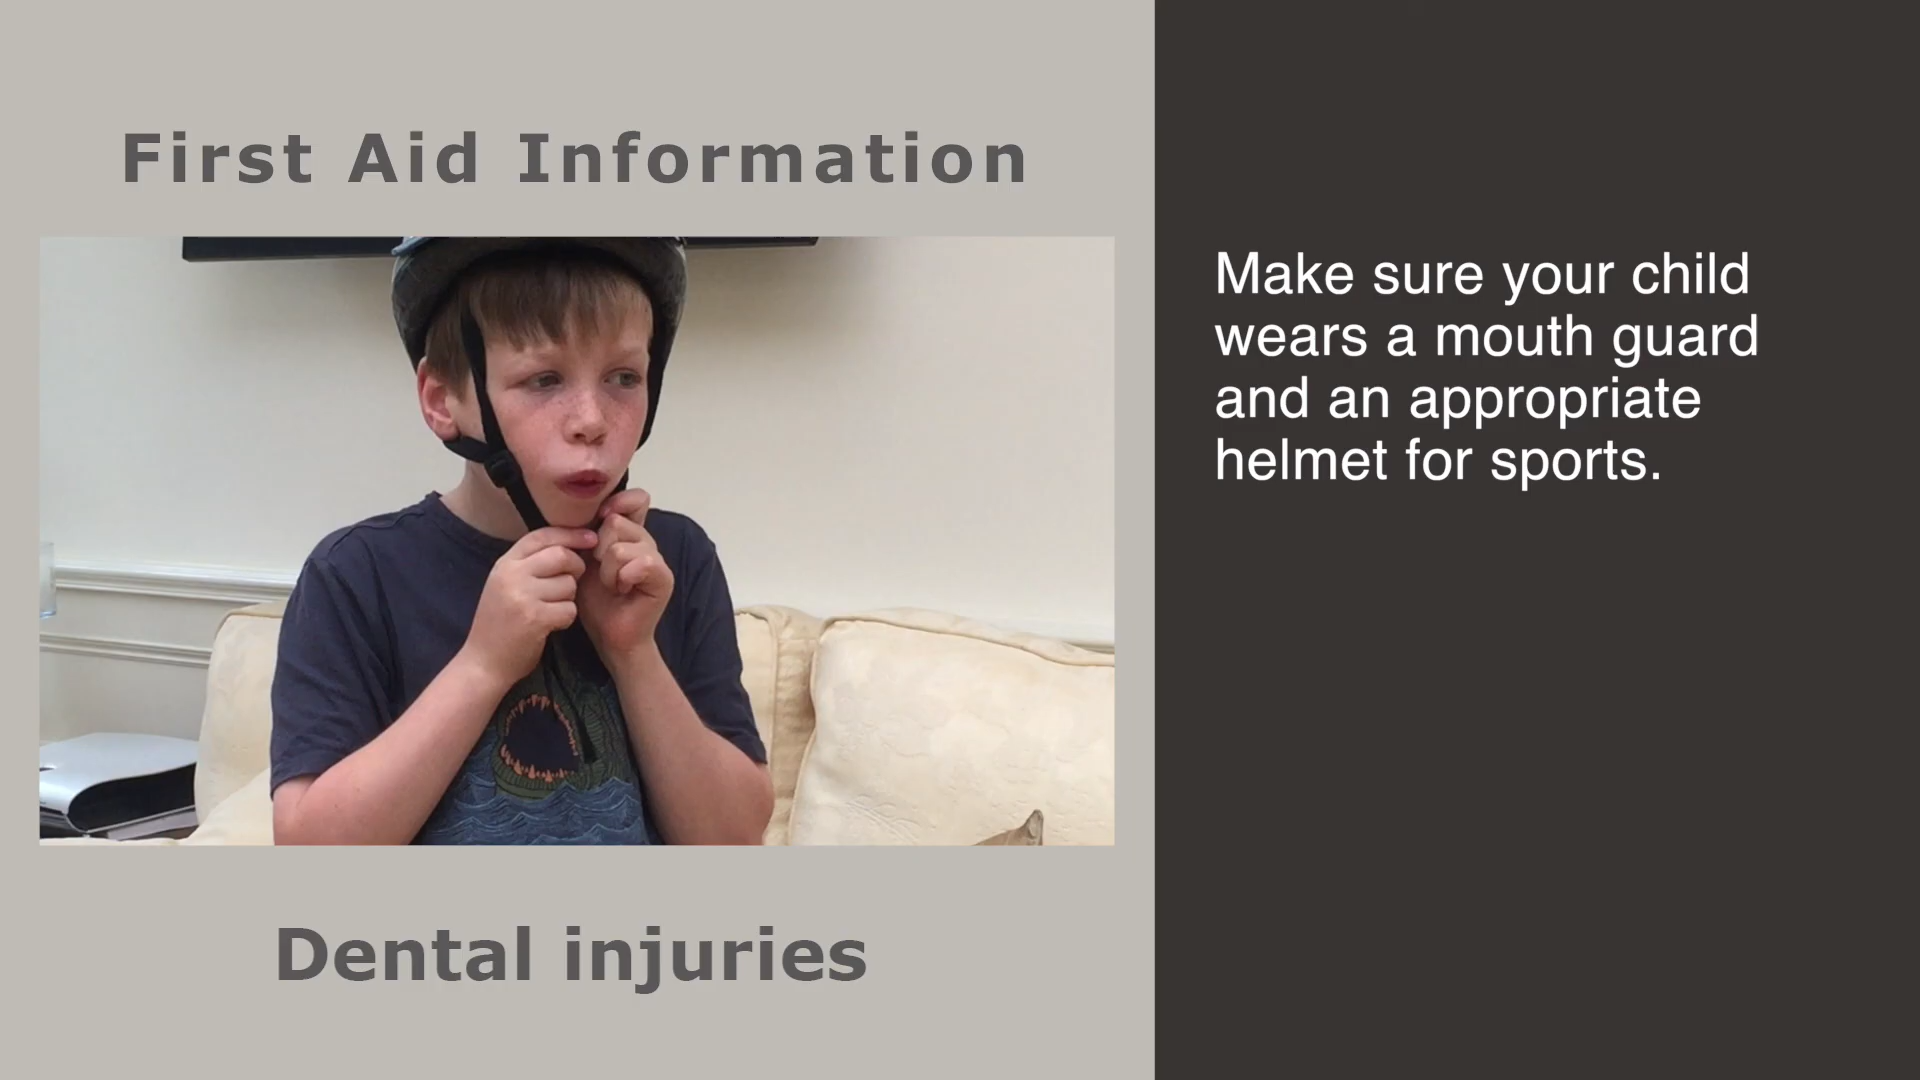 First Aid Information
Make sure your child
wears a mouth guard
and an appropriate
helmet for sports.
Dental injuries